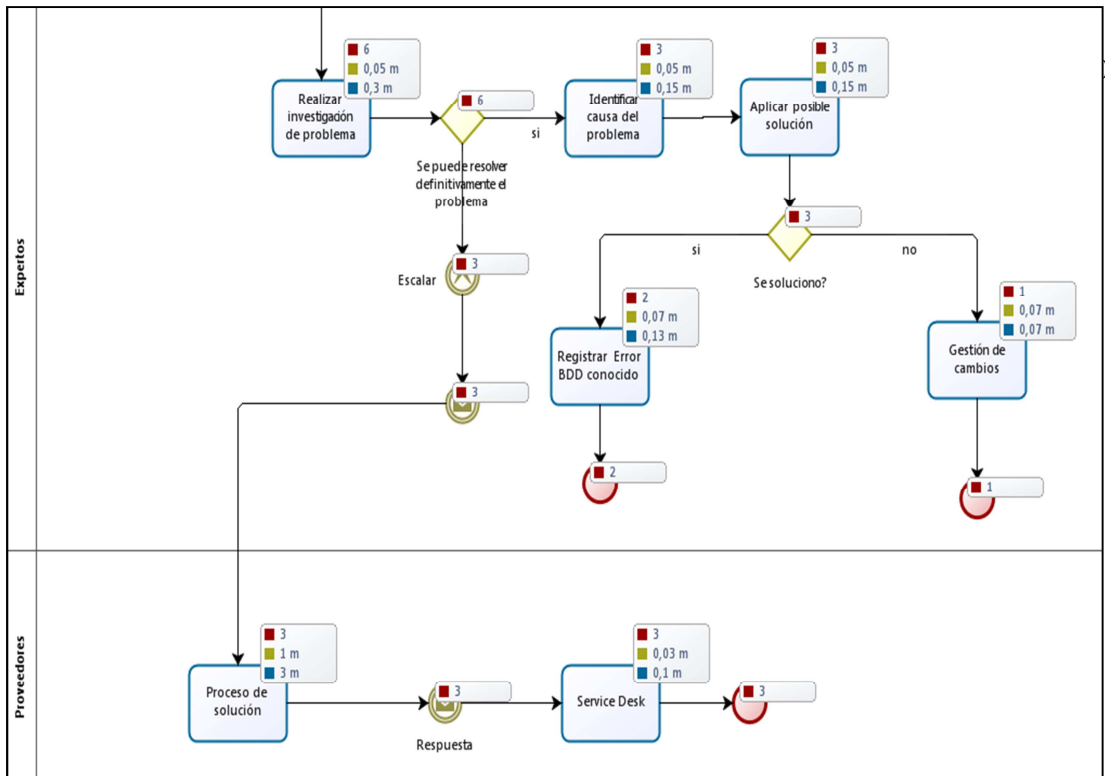 Expertos
6
0,05 m
0,3 m
Realizar
investigación
de problema
6
si
Se puede resolver
definitivamente el
problema
3
0,05 m
0,15 m
Identificar
causa del
problema
3
0,05 m
0,15 m
Aplicar posible
solución
3
si
no
Se soluciono?
3
Escalar
3
2
0,07 m
0,13 m
Registrar Error
BDD conocido
2
1
0,07 m
0,07 m
Gestión de
cambios
1
Proveedores
3
1 m
3 m
Proceso de
solución
3
Respuesta
3
0,03 m
0,1 m
Service Desk
3